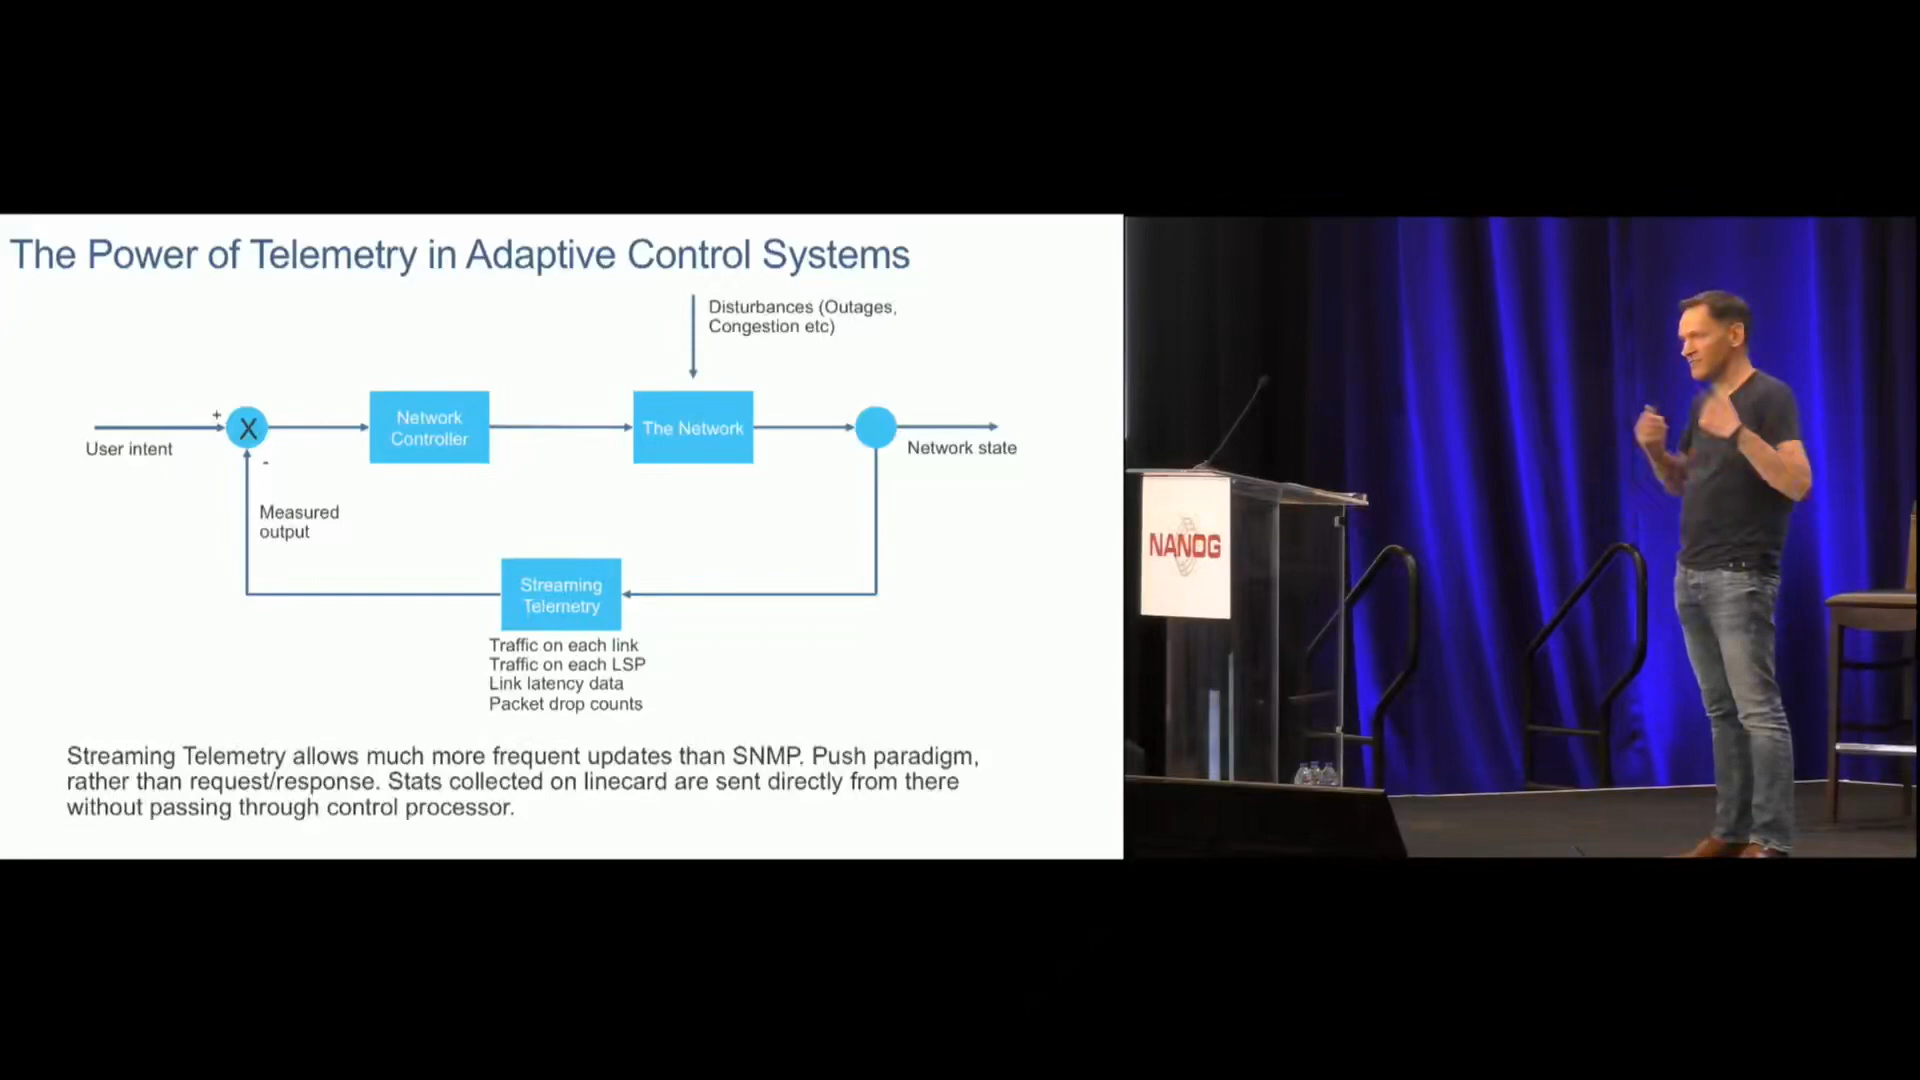 The Power of Telemetry in Adaptive Control Systems
Disturbances (Outages,
Congestion etc)
+
X
-
User intent
Network
Controller
The Network
Network state
Measured
output
Streaming
Telemetry
Traffic on each link
Traffic on each LSP
Link latency data
Packet drop counts
Streaming Telemetry allows much more frequent updates than SNMP. Push paradigm,
rather than request/response. Stats collected on linecard are sent directly from there
without passing through control processor.
NANOG